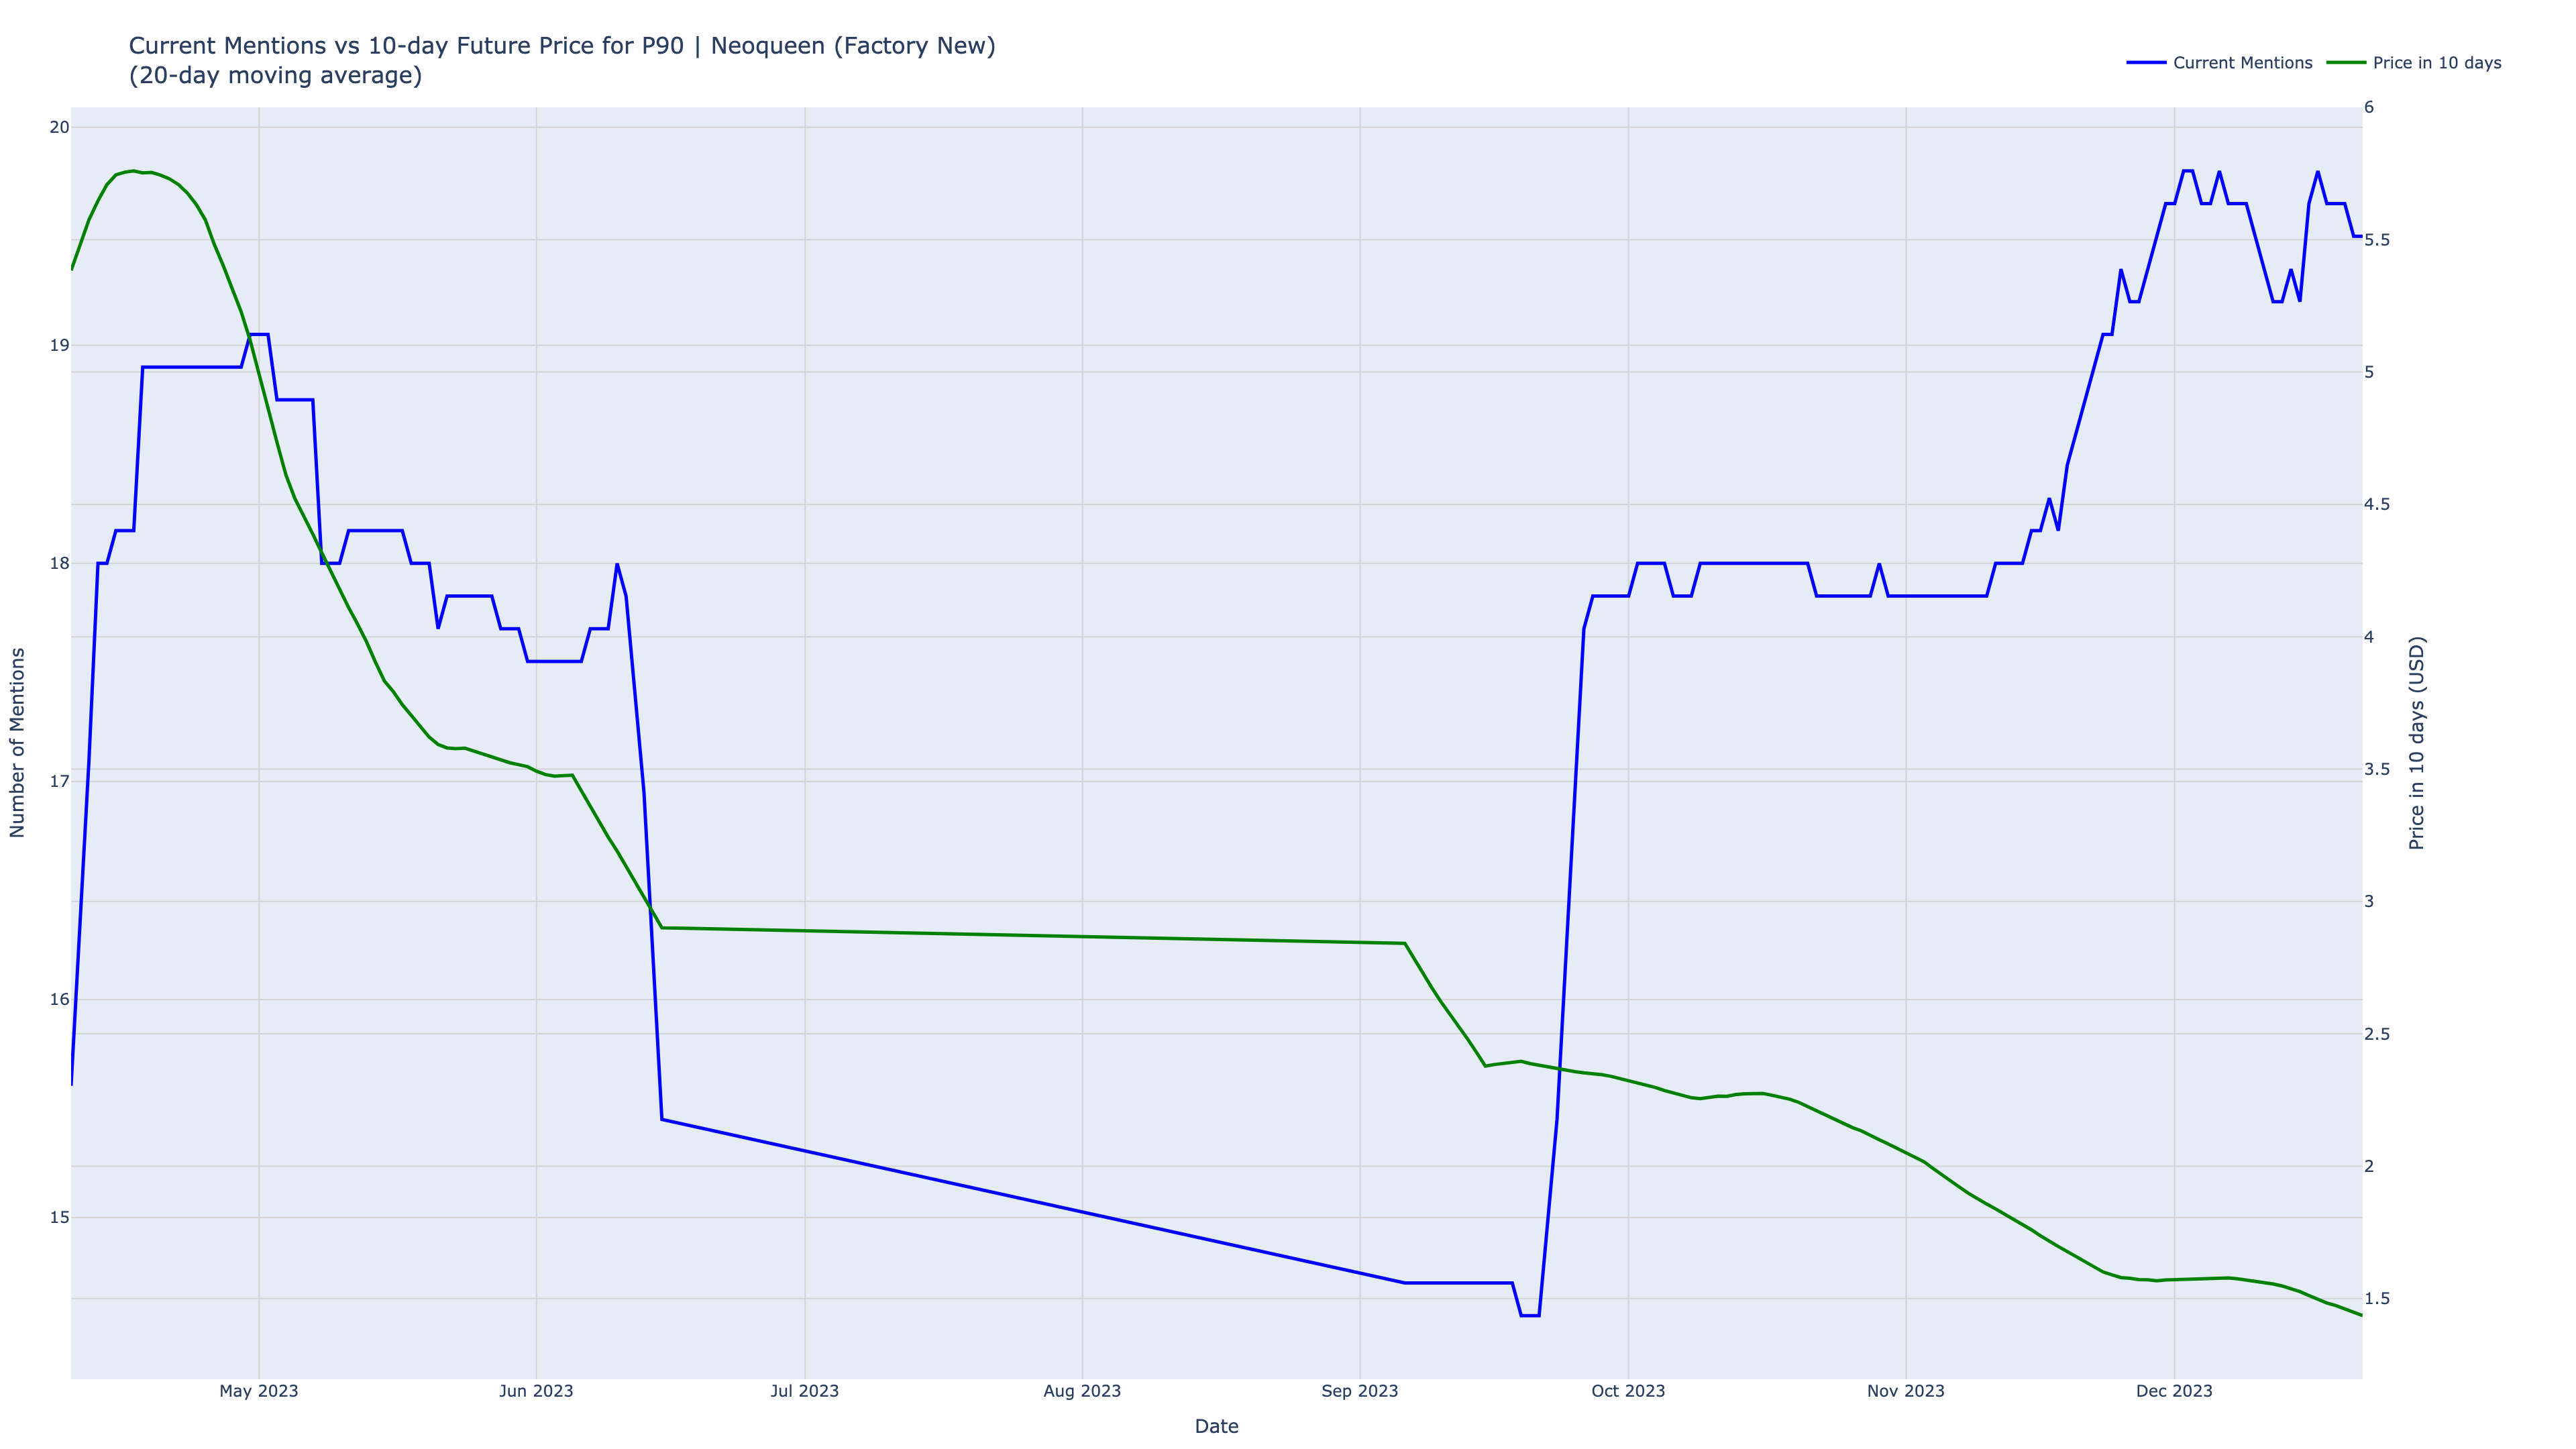 Current Mentions vs 10-day Future Price for P90 | Neoqueen (Factory New)
(20-day moving average)
Current Mentions
Price in 10 days
20
19
18
17
16
15
Number of Mentions
6
5.5
5
4.5
4
3.5
3
2.5
2
1.5
Price in 10 days (USD)
May 2023
Jun 2023
Jul 2023
Aug 2023
Sep 2023
Oct 2023
Nov 2023
Dec 2023
Date